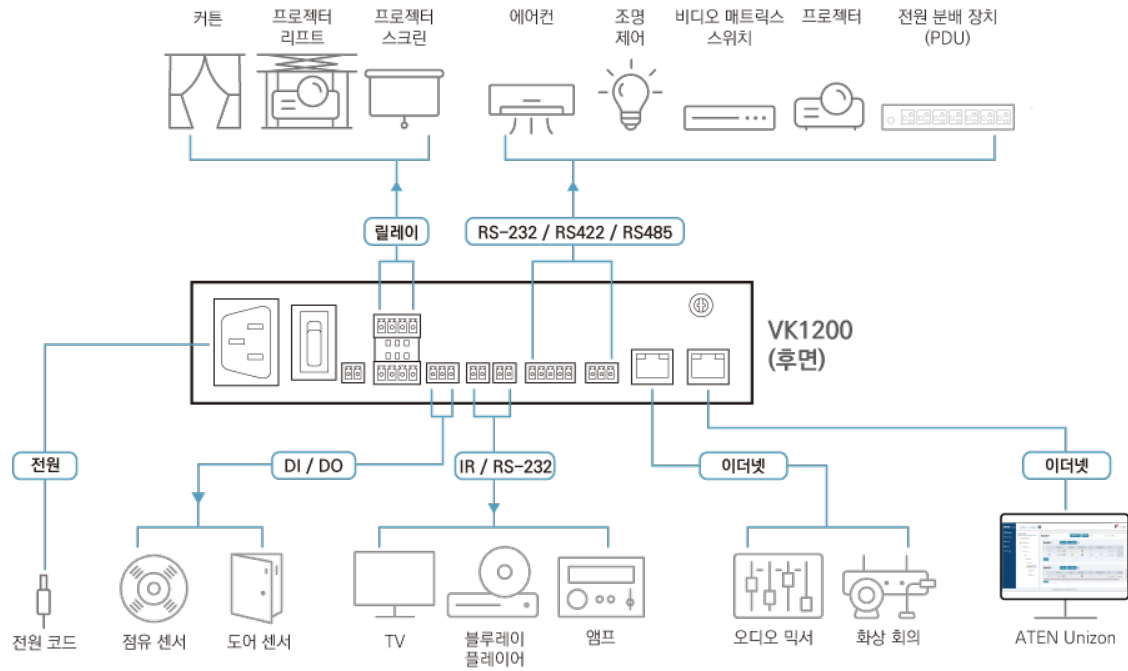 커튼
프로젝터
리프트
프로젝터
스크린
에어컨
조명
제어
비디오 매트릭스
스위치
프로젝터
전원 분배 장치
(PDU)
릴레이
RS-232 / RS422 / RS485
VK1200
(후면)
전원
DI / DO
IR / RS-232
이더넷
이더넷
전원 코드
점유 센서
도어 센서
TV
블루레이
플레이어
앰프
오디오 믹서
화상 회의
ATEN Unizon